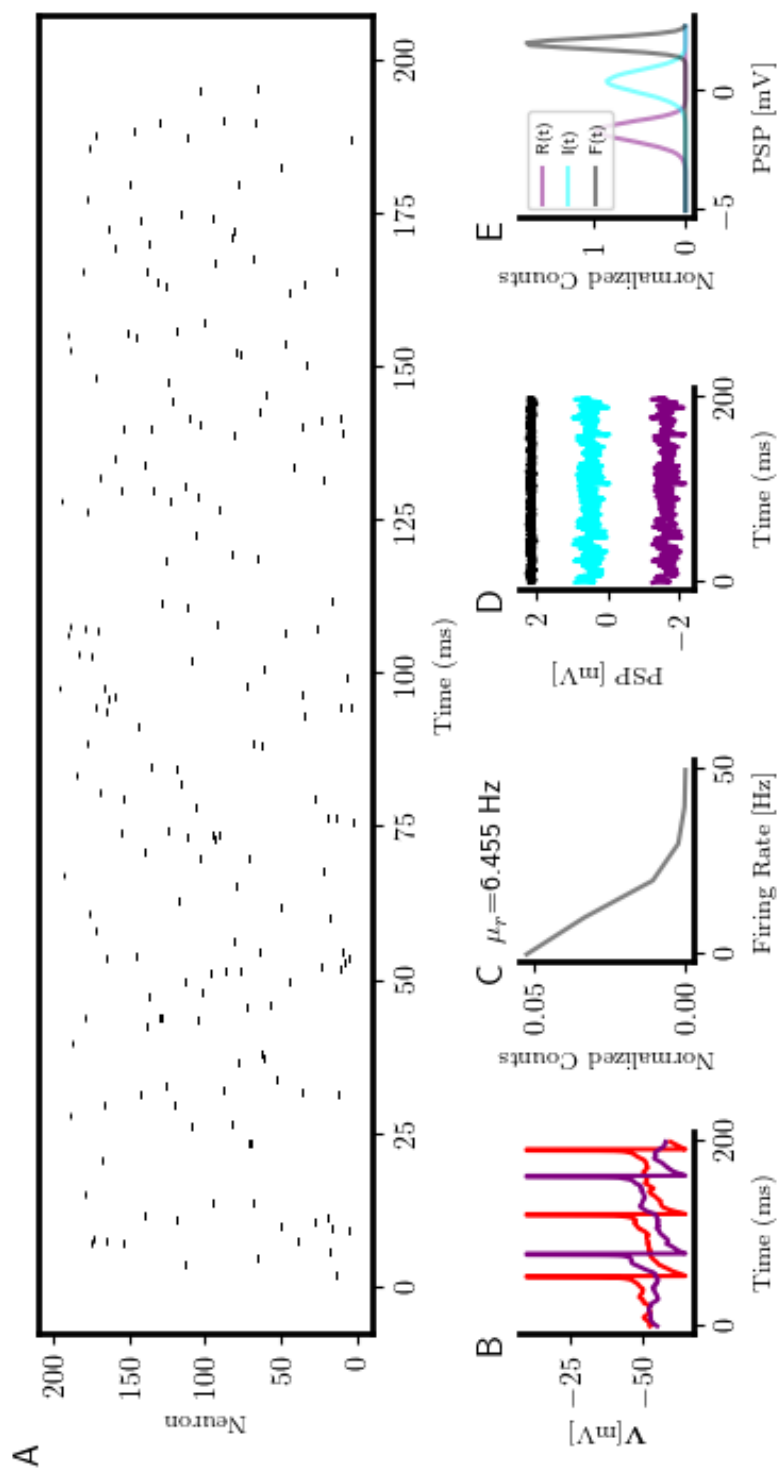 A
200
150
100
50
0
Neuron
0
25
50
75
100
125
150
175
200
Time (ms)
B
−25
−50
V[mV]
0
200
Time (ms)
C
μr=6.455 Hz
0.05
0.00
Normalized Counts
0
50
Firing Rate [Hz]
D
2
0
−2
PSP [mV]
0
200
Time (ms)
E
R(t)
I(t)
F(t)
1
0
Normalized Counts
−5
0
PSP [mV]